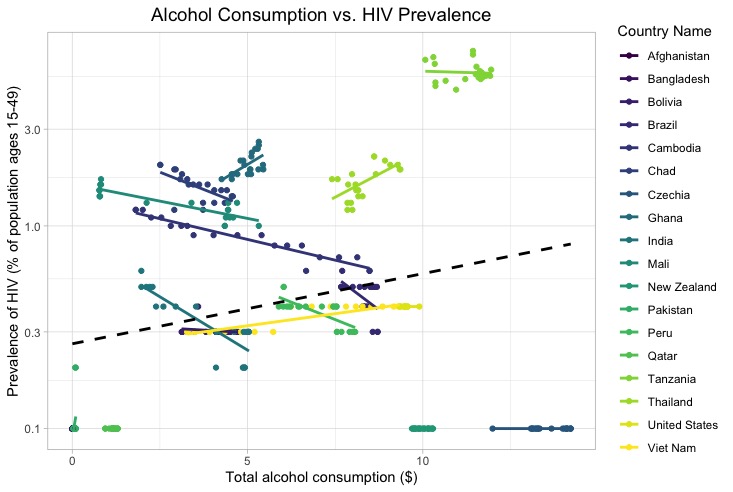 Alcohol Consumption vs. HIV Prevalence
Prevalence of HIV (% of population ages 15-49)
3.0
1.0
0.3
0.1
0
5
10
Total alcohol consumption ($)
Country Name
Afghanistan
Bangladesh
Bolivia
Brazil
Cambodia
Chad
Czechia
Ghana
India
Mali
New Zealand
Pakistan
Peru
Qatar
Tanzania
Thailand
United States
Viet Nam